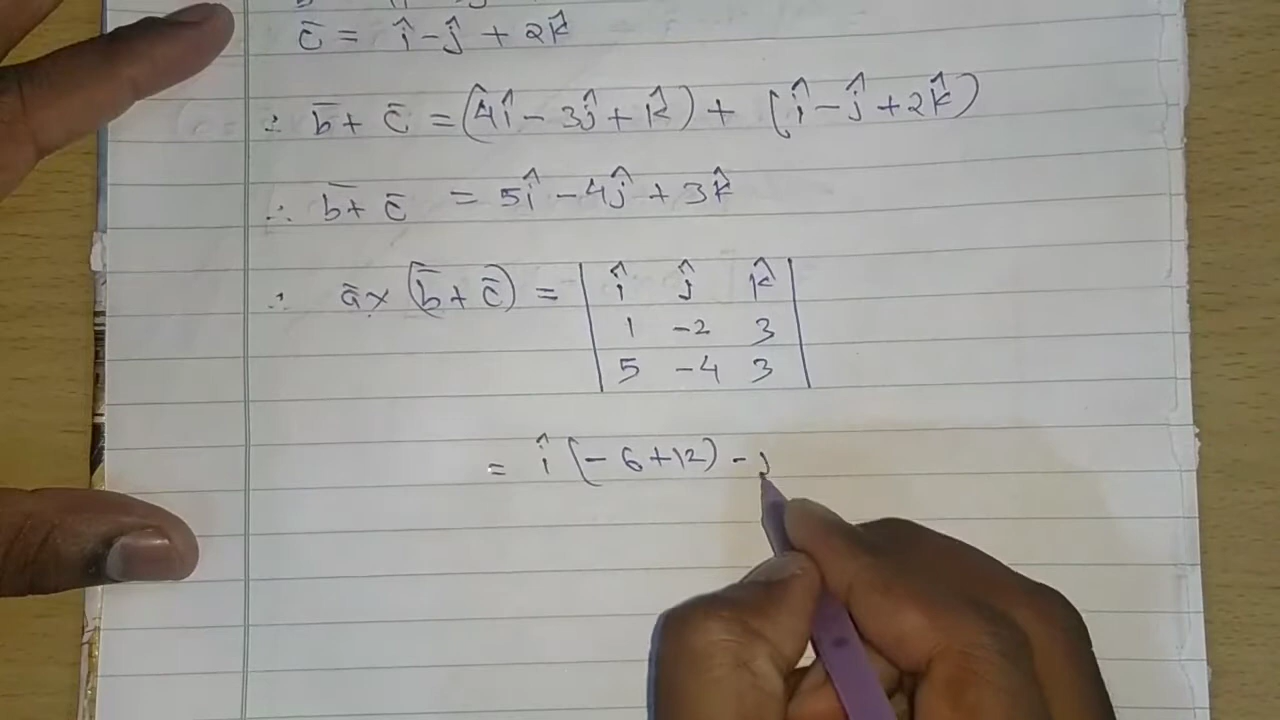 c̄ = î - ĵ + 2k̂
∴ b̄ + c̄ = (4î - 3ĵ + k̂) + (î - ĵ + 2k̂)
∴ b̄ + c̄ = 5î - 4ĵ + 3k̂
∴ ā × (b̄ + c̄) = | î ĵ k̂ |
| 1 -2 3 |
| 5 -4 3 |
= î (-6+12) - j